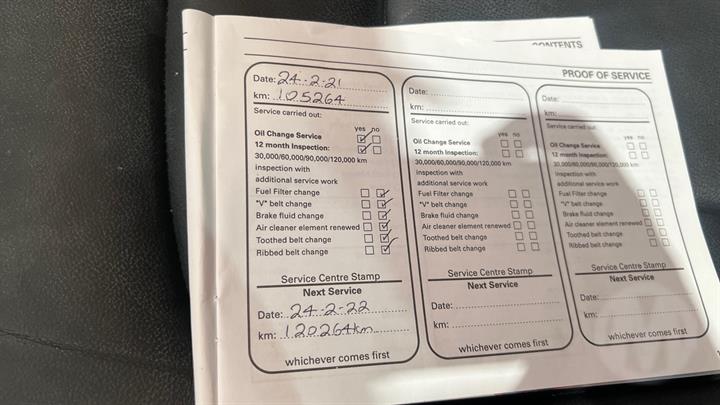 CONTENTS
PROOF OF SERVICE
Date: 24-2-21
km: 105264
Service carried out:
yes no
Oil Change Service
12 month Inspection:
30,000/60,000/90,000/120,000 km
inspection with
additional service work
Fuel Filter change
"V" belt change
Brake fluid change
Air cleaner element renewed
Toothed belt change
Ribbed belt change
Service Centre Stamp
Next Service
Date: 24-2-22
km: 120264km
whichever comes first
Date:
km:
Service carried out:
yes no
Oil Change Service
12 month Inspection:
30,000/60,000/90,000/120,000 km
inspection with
additional service work
Fuel Filter change
"V" belt change
Brake fluid change
Air cleaner element renewed
Toothed belt change
Ribbed belt change
Service Centre Stamp
Next Service
Date:
km:
whichever comes first
Date:
km:
Service carried out:
yes no
Oil Change Service
12 month Inspection:
30,000/60,000/90,000/120,000 km
inspection with
additional service work
Fuel Filter change
"V" belt change
Brake fluid change
Air cleaner element renewed
Toothed belt change
Ribbed belt change
Service Centre Stamp
Next Service
Date:
km:
whichever comes first